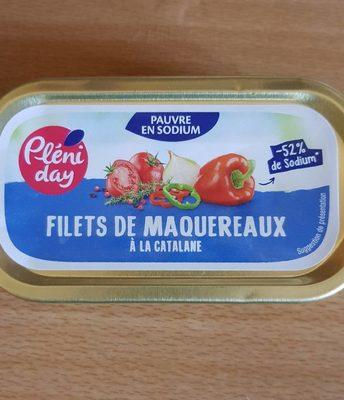 PAUVRE
EN SODIUM
Pléni
day
-52%
de Sodium*
FILETS DE MAQUEREAUX
À LA CATALANE
Suggestion de présentation